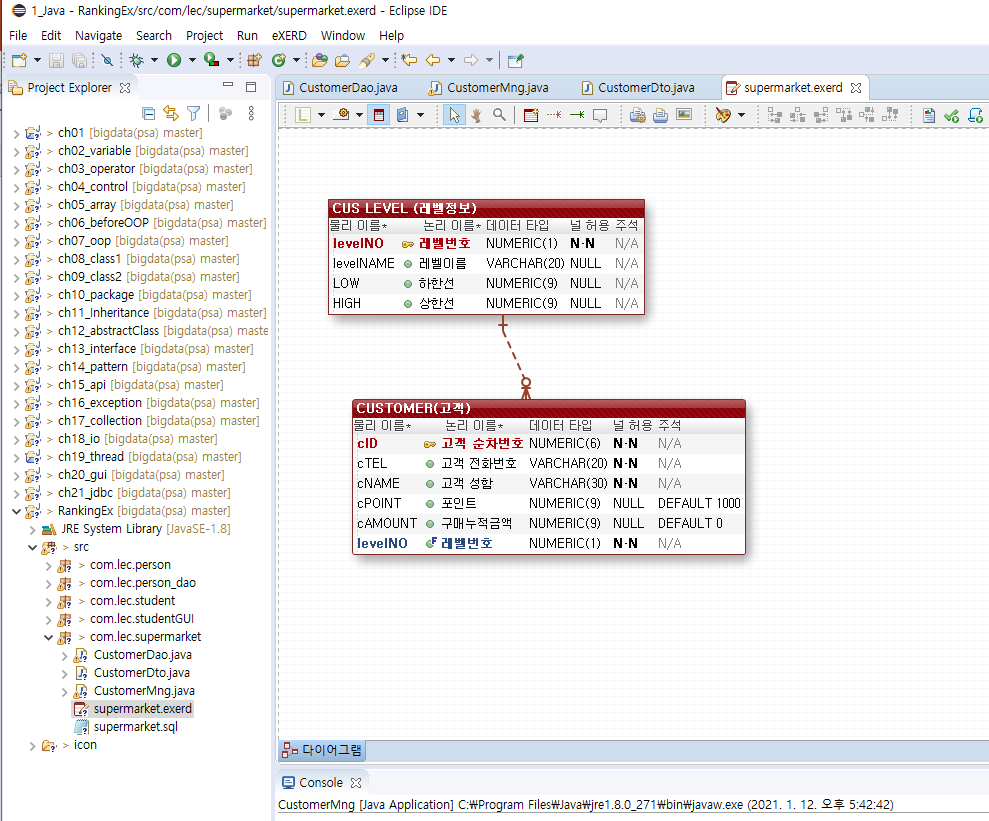 1_Java - RankingEx/src/com/lec/supermarket/supermarket.exerd - Eclipse IDE
File Edit Navigate Search Project Run eXERD Window Help
Project Explorer
CustomerDao.java CustomerMng.java CustomerDto.java supermarket.exerd
> ch01 [bigdata(psa) master]
> ch02_variable [bigdata(psa) master]
> ch03_operator [bigdata(psa) master]
> ch04_control [bigdata(psa) master]
> ch05_array [bigdata(psa) master]
> ch06_beforeOOP [bigdata(psa) master]
> ch07_oop [bigdata(psa) master]
> ch08_class1 [bigdata(psa) master]
> ch09_class2 [bigdata(psa) master]
> ch10_package [bigdata(psa) master]
> ch11_Inheritance [bigdata(psa) master]
> ch12_abstractClass [bigdata(psa) maste
> ch13_interface [bigdata(psa) master]
> ch14_pattern [bigdata(psa) master]
> ch15_api [bigdata(psa) master]
> ch16_exception [bigdata(psa) master]
> ch17_collection [bigdata(psa) master]
> ch18_io [bigdata(psa) master]
> ch19_thread [bigdata(psa) master]
> ch20_gui [bigdata(psa) master]
> ch21_jdbc [bigdata(psa) master]
> RankingEx [bigdata(psa) master]
JRE System Library [JavaSE-1.8]
> src
> com.lec.person
> com.lec.person_dao
> com.lec.student
> com.lec.studentGUI
> com.lec.supermarket
CustomerDao.java
CustomerDto.java
CustomerMng.java
supermarket.exerd
supermarket.sql
> icon
CUS LEVEL (레벨정보)
물리 이름* 논리 이름* 데이터 타입 널 허용 주석
levelNO 레벨번호 NUMERIC(1) N·N N/A
levelNAME 레벨이름 VARCHAR(20) NULL N/A
LOW 하한선 NUMERIC(9) NULL N/A
HIGH 상한선 NUMERIC(9) NULL N/A
CUSTOMER(고객)
물리 이름* 논리 이름* 데이터 타입 널 허용 주석
cID 고객 순차번호 NUMERIC(6) N·N N/A
cTEL 고객 전화번호 VARCHAR(20) N·N N/A
cNAME 고객 성함 VARCHAR(30) N·N N/A
cPOINT 포인트 NUMERIC(9) NULL DEFAULT 1000
cAMOUNT 구매누적금액 NUMERIC(9) NULL DEFAULT 0
levelNO 레벨번호 NUMERIC(1) N·N N/A
다이어그램
Console
CustomerMng [Java Application] C:₩Program Files₩Java₩jre1.8.0_271₩bin₩javaw.exe (2021. 1. 12. 오후 5:42:42)